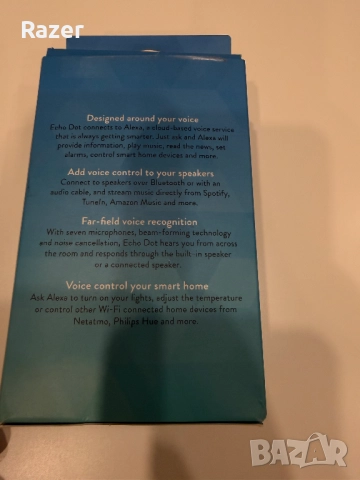 Razer
Designed around your voice
Echo Dot connects to Alexa, a cloud-based voice service
that is always getting smarter. Just ask and Alexa will
provide information, play music, read the news, set
alarms, control smart home devices and more.
Add voice control to your speakers
Connect to speakers over Bluetooth or with an
audio cable, and stream music directly from Spotify,
TuneIn, Amazon Music and more.
Far-field voice recognition
With seven microphones, beam-forming technology
and noise cancellation, Echo Dot hears you from across
the room and responds through the built-in speaker
or a connected speaker.
Voice control your smart home
Ask Alexa to turn on your lights, adjust the temperature
or control other Wi-Fi connected home devices from
Netatmo, Philips Hue and more.
BAZAR